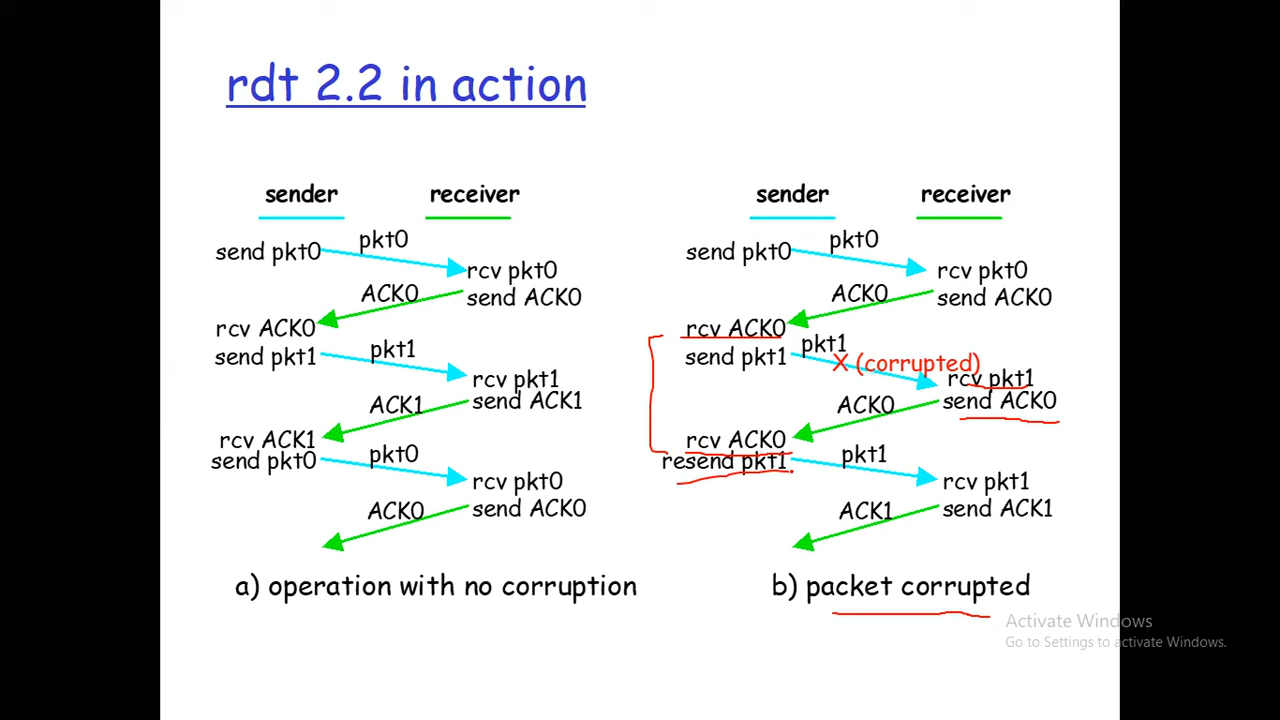 rdt 2.2 in action
sender
receiver
send pkt0
pkt0
rcv pkt0
ACK0
send ACK0
rcv ACK0
send pkt1
pkt1
rcv pkt1
ACK1
send ACK1
rcv ACK1
send pkt0
pkt0
rcv pkt0
ACK0
send ACK0
a) operation with no corruption
sender
receiver
send pkt0
pkt0
rcv pkt0
ACK0
send ACK0
rcv ACK0
send pkt1
pkt1
X (corrupted)
rcv pkt1
ACK0
send ACK0
rcv ACK0
resend pkt1
pkt1
rcv pkt1
ACK1
send ACK1
b) packet corrupted
Activate Windows
Go to Settings to activate Windows.